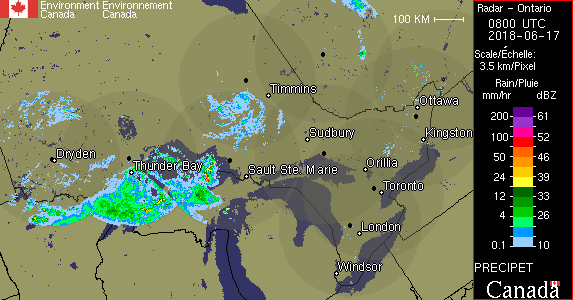 Environment Environnement
Canada Canada
100 KM
Timmins
Ottawa
Sudbury
Kingston
Dryden
Thunder Bay
Sault Ste. Marie
Orillia
Toronto
London
Windsor
Radar - Ontario
0800 UTC
2018-06-17
Scale/Échelle:
3.5 km/Pixel
Rain/Pluie
mm/hr dBZ
200 61
100 52
50 46
24 39
12 33
4 26
0.1 10
PRECIPET
Canada